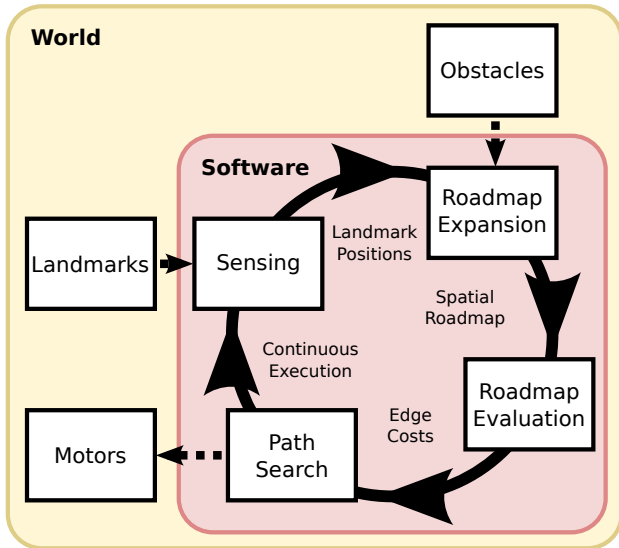 World
Obstacles
Software
Roadmap
Expansion
Landmark
Positions
Landmarks
Sensing
Spatial
Roadmap
Continuous
Execution
Roadmap
Evaluation
Edge
Costs
Motors
Path
Search